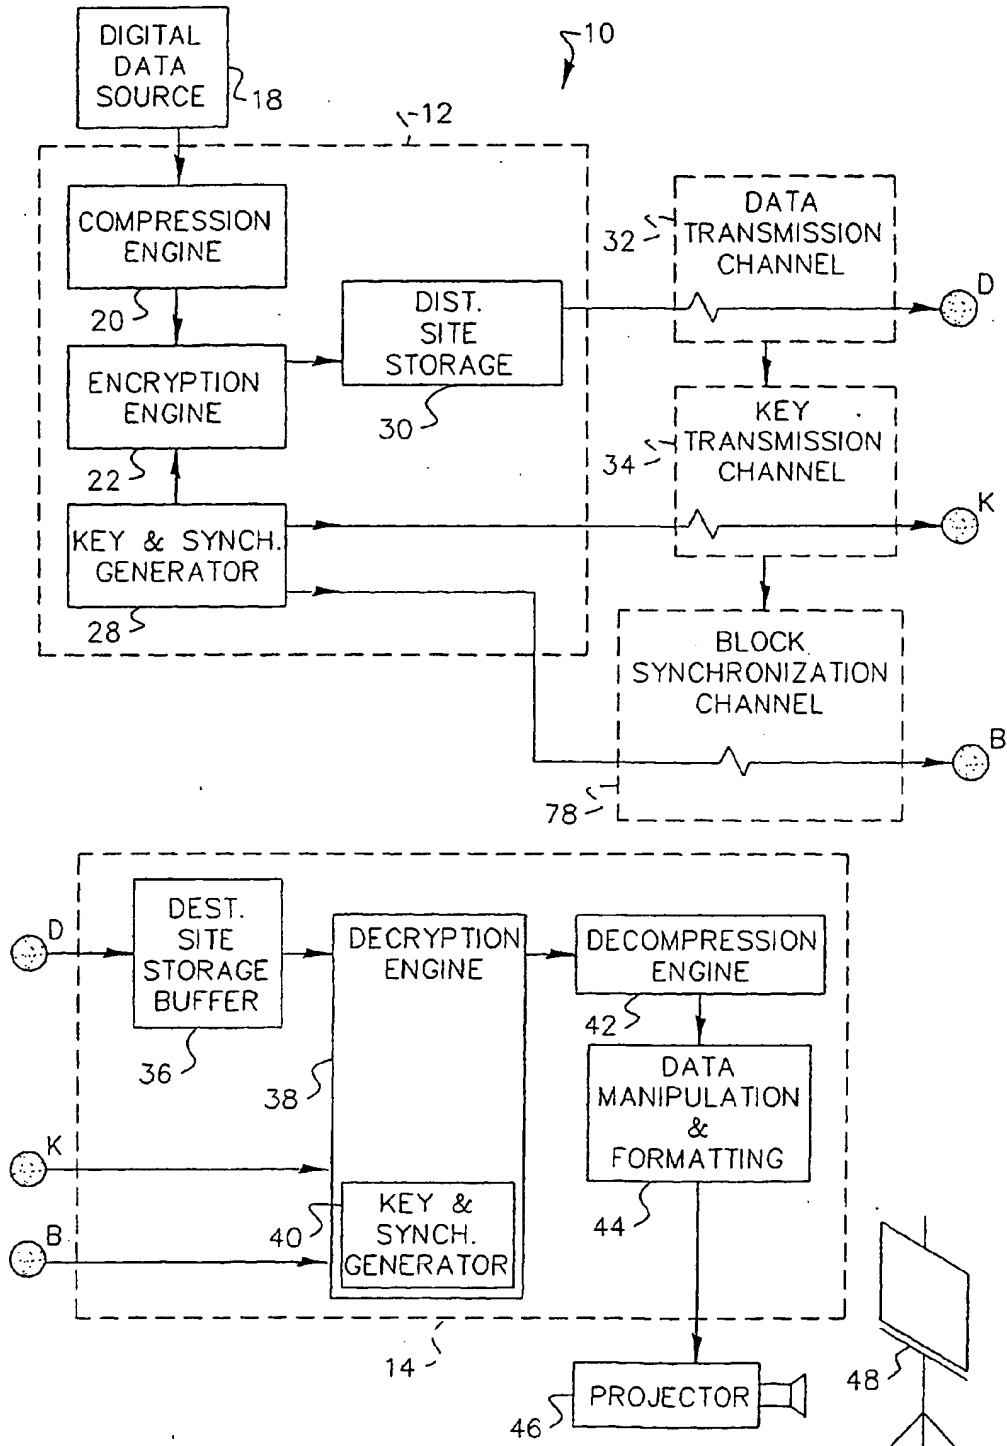 DIGITAL
DATA
SOURCE
18
10
12
COMPRESSION
ENGINE
20
ENCRYPTION
ENGINE
22
KEY & SYNCH.
GENERATOR
28
DIST.
SITE
STORAGE
30
DATA
TRANSMISSION
CHANNEL
32
D
KEY
TRANSMISSION
CHANNEL
34
K
BLOCK
SYNCHRONIZATION
CHANNEL
78
B
D
DEST.
SITE
STORAGE
BUFFER
36
DECRYPTION
ENGINE
38
DECOMPRESSION
ENGINE
42
DATA
MANIPULATION
&
FORMATTING
44
K
B
40
KEY &
SYNCH.
GENERATOR
14
PROJECTOR
46
48